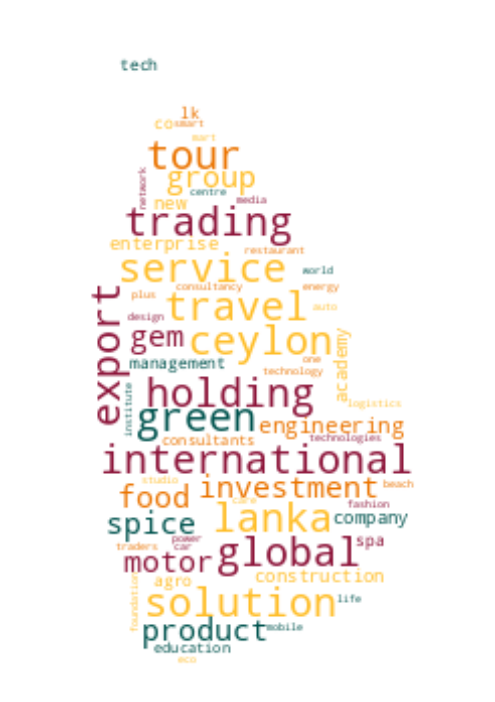 tech
lk
co smart
mart
tour
network
group
centre
new
media
trading
enterprise
restaurant
service
world
consultancy
energy
export
plus
travel
auto
design
gem
ceylon
academy
one
management
technology
institute
holding
logistics
green
engineering
consultants
technologies
international
studio
investment
beach
food
care
fashion
spice
lanka
company
power
spa
traders
car
motor
global
agro
construction
foundation
solution
life
product
mobile
education
eco